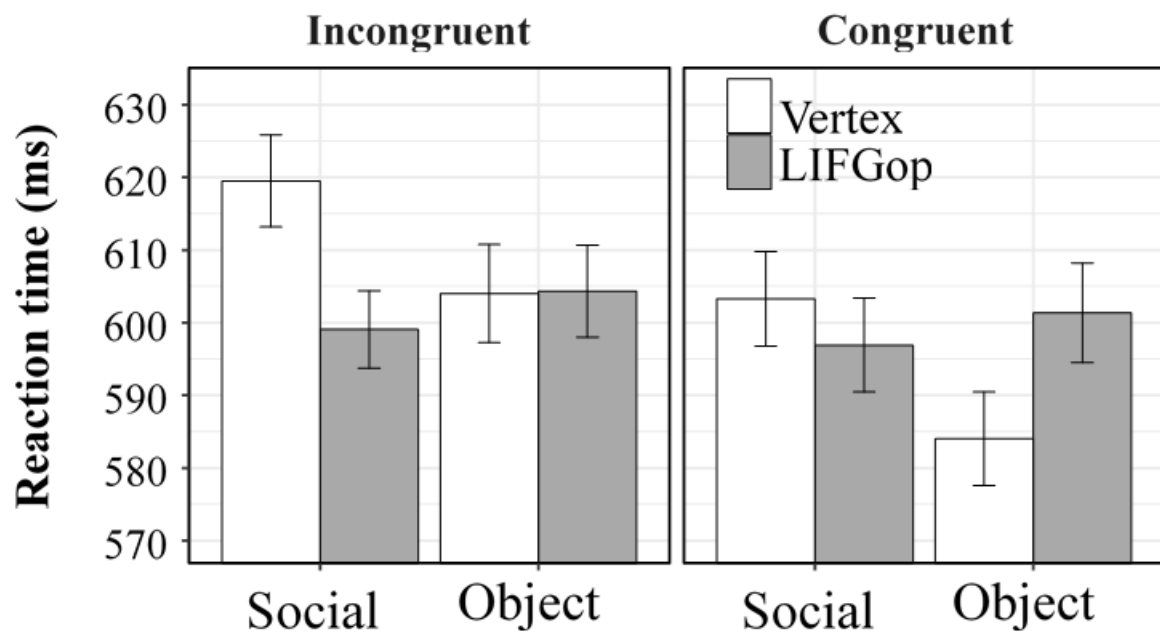 Incongruent
Congruent
Reaction time (ms)
630
620
610
600
590
580
570
Vertex
LIFGop
Social
Object
Social
Object